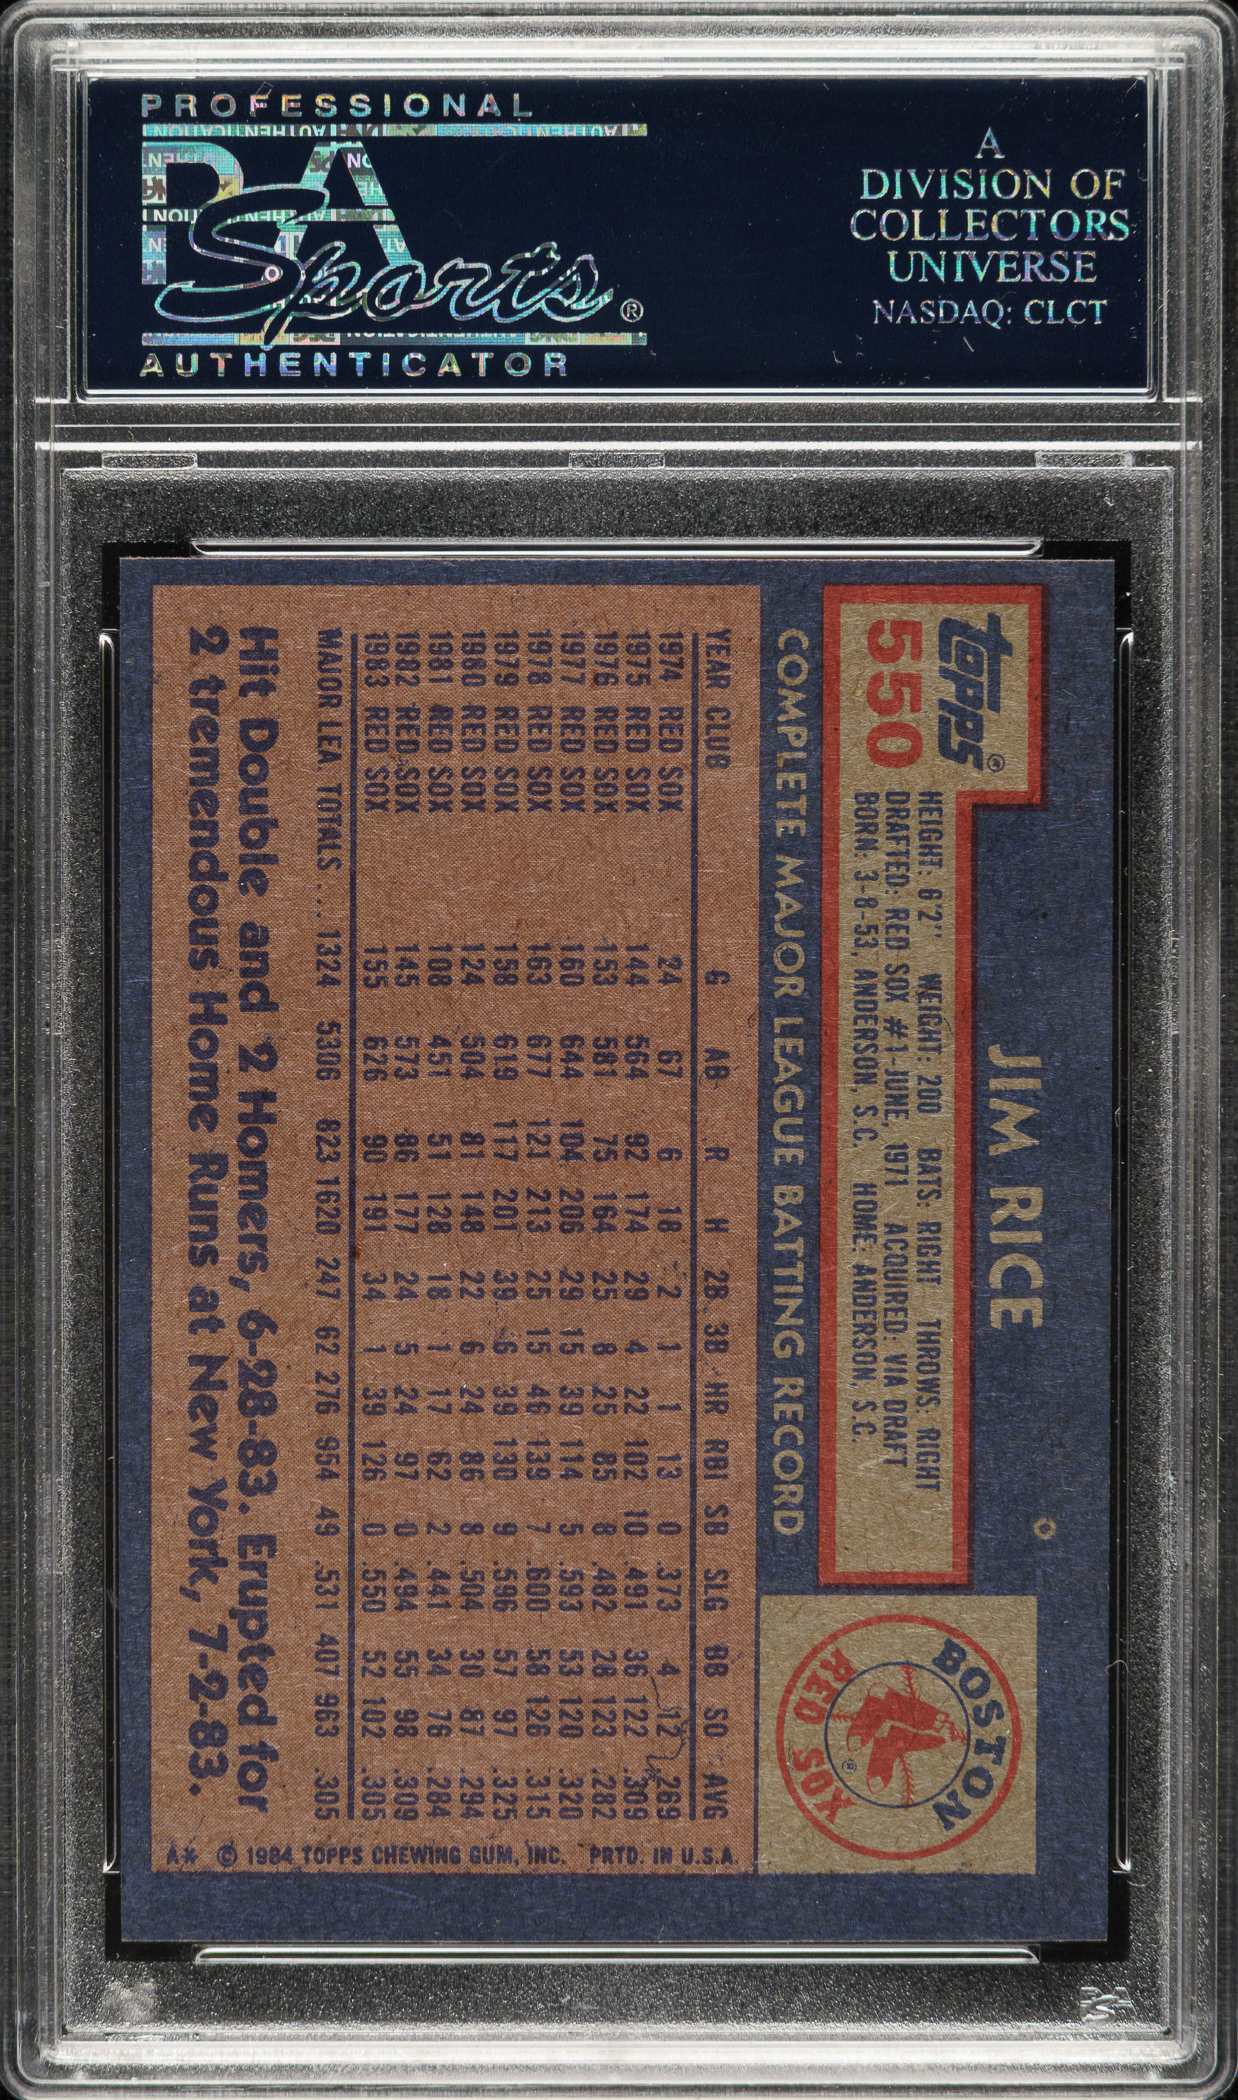 PROFESSIONAL
PSA
Sports®
AUTHENTICATOR
A
DIVISION OF
COLLECTORS
UNIVERSE
NASDAQ: CLCT
JIM RICE
topps®
550
HEIGHT: 6'2" WEIGHT: 200 BATS: RIGHT THROWS: RIGHT
DRAFTED: RED SOX #1-JUNE, 1971 ACQUIRED: VIA DRAFT
BORN: 3-8-53, ANDERSON, S.C. HOME: ANDERSON, S.C.
BOSTON
RED SOX
®
COMPLETE MAJOR LEAGUE BATTING RECORD
YEAR CLUB G AB R H 2B 3B HR RBI SB SLG BB SO AVG
1974 RED SOX 24 67 6 18 2 1 1 13 0 .373 4 12 .269
1975 RED SOX 144 564 92 174 29 4 22 102 10 .491 36 122 .309
1976 RED SOX 153 581 75 164 25 8 25 85 8 .482 28 123 .282
1977 RED SOX 160 644 104 206 29 15 39 114 5 .593 53 120 .320
1978 RED SOX 163 677 121 213 25 15 46 139 7 .600 58 126 .315
1979 RED SOX 158 619 117 201 39 6 39 130 9 .596 57 97 .325
1980 RED SOX 124 504 81 148 22 6 24 86 8 .504 30 87 .294
1981 RED SOX 108 451 51 128 18 1 17 62 2 .441 34 76 .284
1982 RED SOX 145 573 86 177 24 5 24 97 0 .494 55 98 .309
1983 RED SOX 155 626 90 191 34 1 39 126 0 .550 52 102 .305
MAJOR LEA. TOTALS ... 1324 5306 823 1620 247 62 276 954 49 .531 407 963 .305
Hit Double and 2 Homers, 6-28-83. Erupted for
2 tremendous Home Runs at New York, 7-2-83.
A* © 1984 TOPPS CHEWING GUM, INC. PRTD. IN U.S.A.